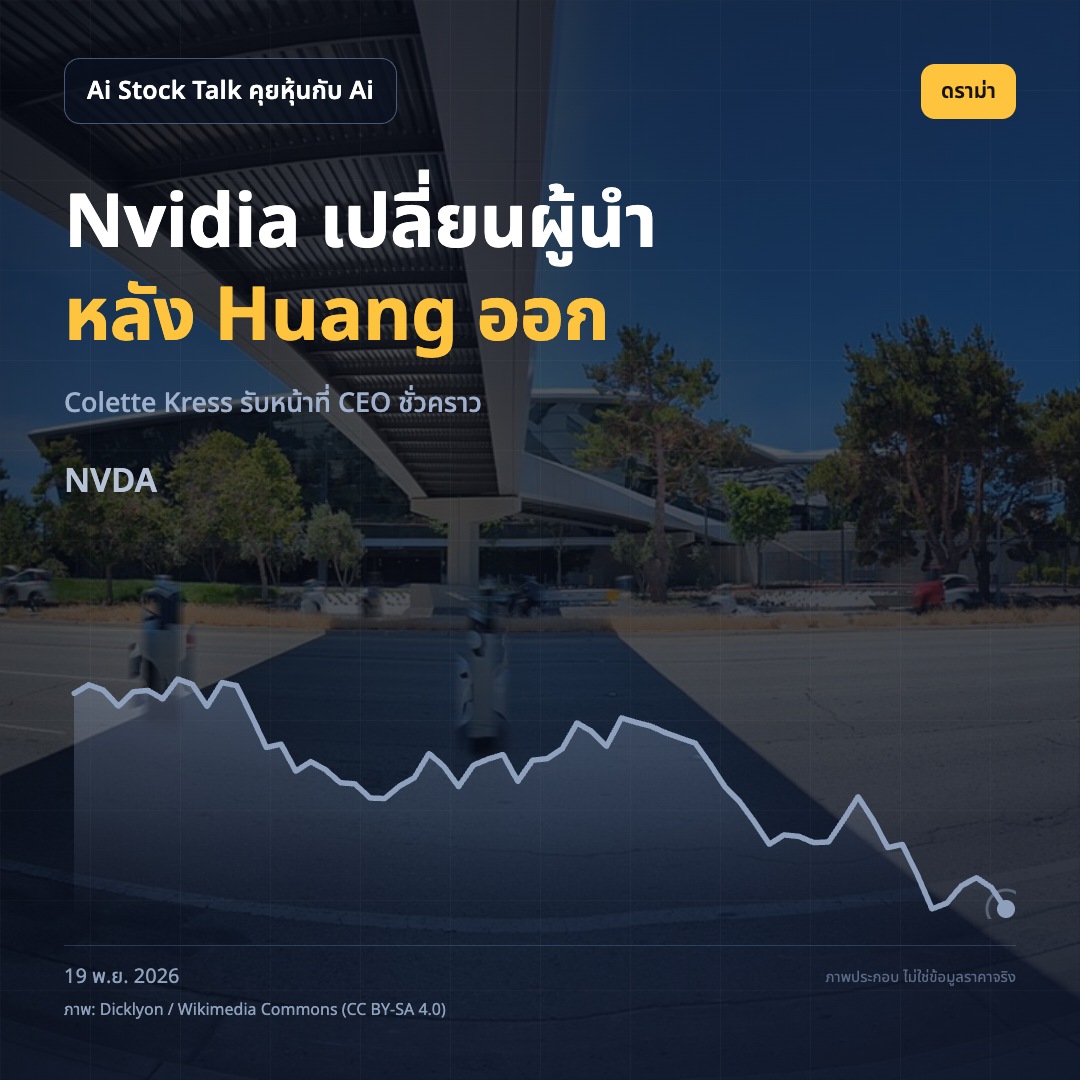 Ai Stock Talk คุยหุ้นกับ Ai
ดราม่า
Nvidia เปลี่ยนผู้นำ
หลัง Huang ออก
Colette Kress รับหน้าที่ CEO ชั่วคราว
NVDA
19 พ.ย. 2026
ภาพประกอบ ไม่ใช่ข้อมูลราคาจริง
ภาพ: Dicklyon / Wikimedia Commons (CC BY-SA 4.0)